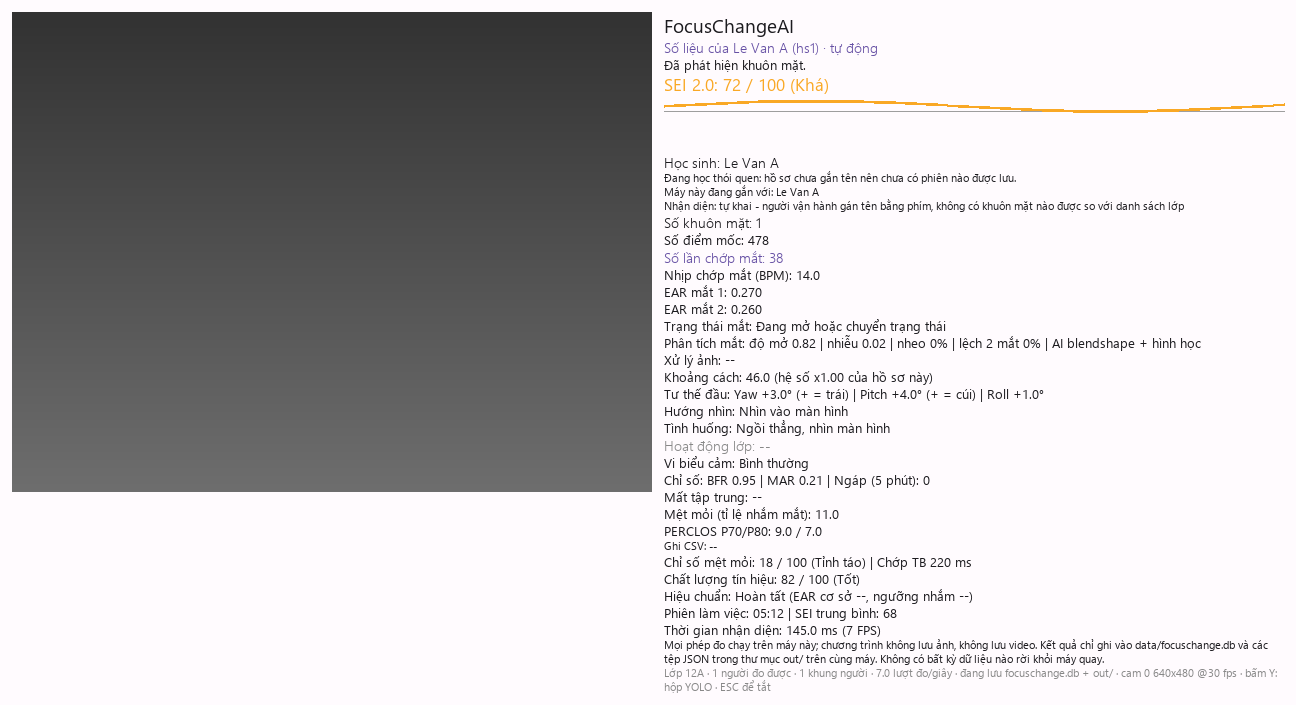 FocusChangeAI
Số liệu của Le Van A (hs1) · tự động
Đã phát hiện khuôn mặt.
SEI 2.0: 72 / 100 (Khá)
Học sinh: Le Van A
Đang học thói quen: hồ sơ chưa gắn tên nên chưa có phiên nào được lưu.
Máy này đang gắn với: Le Van A
Nhận diện: tự khai - người vận hành gán tên bằng phím, không có khuôn mặt nào được so với danh sách lớp
Số khuôn mặt: 1
Số điểm mốc: 478
Số lần chớp mắt: 38
Nhịp chớp mắt (BPM): 14.0
EAR mắt 1: 0.270
EAR mắt 2: 0.260
Trạng thái mắt: Đang mở hoặc chuyển trạng thái
Phân tích mắt: độ mở 0.82 | nhiễu 0.02 | nheo 0% | lệch 2 mắt 0% | AI blendshape + hình học
Xử lý ảnh: --
Khoảng cách: 46.0 (hệ số x1.00 của hồ sơ này)
Tư thế đầu: Yaw +3.0° (+ = trái) | Pitch +4.0° (+ = cúi) | Roll +1.0°
Hướng nhìn: Nhìn vào màn hình
Tình huống: Ngồi thẳng, nhìn màn hình
Hoạt động lớp: --
Vi biểu cảm: Bình thường
Chỉ số: BFR 0.95 | MAR 0.21 | Ngáp (5 phút): 0
Mất tập trung: --
Mệt mỏi (tỉ lệ nhắm mắt): 11.0
PERCLOS P70/P80: 9.0 / 7.0
Ghi CSV: --
Chỉ số mệt mỏi: 18 / 100 (Tỉnh táo) | Chớp TB 220 ms
Chất lượng tín hiệu: 82 / 100 (Tốt)
Hiệu chuẩn: Hoàn tất (EAR cơ sở --, ngưỡng nhắm --)
Phiên làm việc: 05:12 | SEI trung bình: 68
Thời gian nhận diện: 145.0 ms (7 FPS)
Mọi phép đo chạy trên máy này; chương trình không lưu ảnh, không lưu video. Kết quả chỉ ghi vào data/focuschange.db và các
tệp JSON trong thư mục out/ trên cùng máy. Không có bất kỳ dữ liệu nào rời khỏi máy quay.
Lớp 12A · 1 người đo được · 1 khung người · 7.0 lượt đo/giây · đang lưu focuschange.db + out/ · cam 0 640x480 @30 fps · bấm Y:
hộp YOLO · ESC để tắt